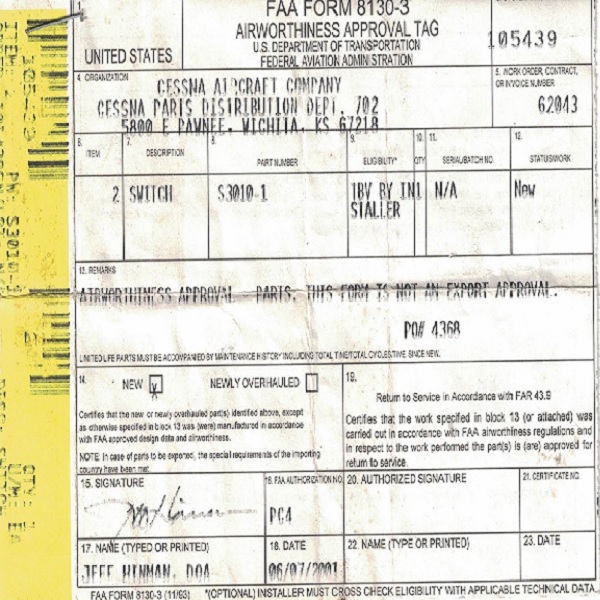 1.
FAA FORM 8130-3
AIRWORTHINESS APPROVAL TAG
U.S. DEPARTMENT OF TRANSPORTATION
FEDERAL AVIATION ADMINISTRATION
UNITED STATES
105439
4. ORGANIZATION
CESSNA AIRCRAFT COMPANY
CESSNA PARTS DISTRIBUTION DEPT. 702
5800 E PAWNEE. WICHITA, KS 67218
5. WORK ORDER, CONTRACT,
OR INVOICE NUMBER
62043
6. ITEM
7. DESCRIPTION
8. PART NUMBER
9. ELIGIBILITY*
10. QTY
11. SERIAL/BATCH NO.
12. STATUS/WORK
2 SWITCH S3010-1 TBV BY IN1 N/A New
STALLER
13. REMARKS
AIRWORTHINESS APPROVAL PARTS. THIS FORM IS NOT AN EXPORT APPROVAL.
PO# 4368
LIMITED LIFE PARTS MUST BE ACCOMPANIED BY MAINTENANCE HISTORY INCLUDING TOTAL TIME/TOTAL CYCLES/TIME SINCE NEW.
14. NEW x NEWLY OVERHAULED
Certifies that the new or newly overhauled part(s) identified above, except
as otherwise specified in block 13 was (were) manufactured in accordance
with FAA approved design data and airworthiness.
NOTE: In case of parts to be exported, the special requirements of the importing
country have been met.
19.
Return to Service in Accordance with FAR 43.9
Certifies that the work specified in block 13 (or attached) was
carried out in accordance with FAA airworthiness regulations and
in respect to the work performed the part(s) is (are) approved for
return to service.
15. SIGNATURE
16. FAA AUTHORIZATION NO.
PC4
20. AUTHORIZED SIGNATURE
21. CERTIFICATE NO.
17. NAME (TYPED OR PRINTED)
JEFF HINMAN, DOA
18. DATE
06/07/2001
22. NAME (TYPE OR PRINTED)
23. DATE
FAA FORM 8130-3 (11/93) *(OPTIONAL) INSTALLER MUST CROSS CHECK ELIGIBILITY WITH APPLICABLE TECHNICAL DATA.